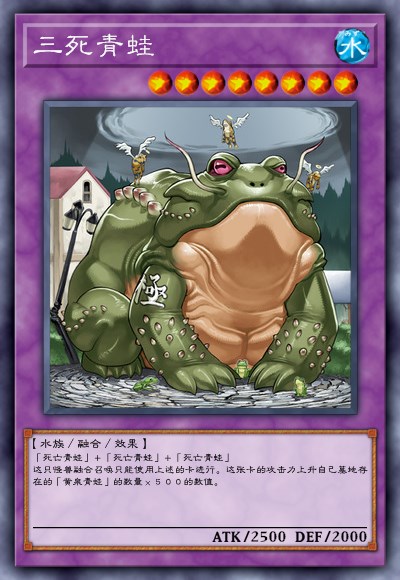 三死青蛙
水
極
【水族／融合／效果】
「死亡青蛙」+「死亡青蛙」+「死亡青蛙」
这只怪兽融合召唤只能使用上述的卡进行。这张卡的攻击力上升自己墓地存
在的「黄泉青蛙」的数量×５００的数值。
ATK/2500 DEF/2000